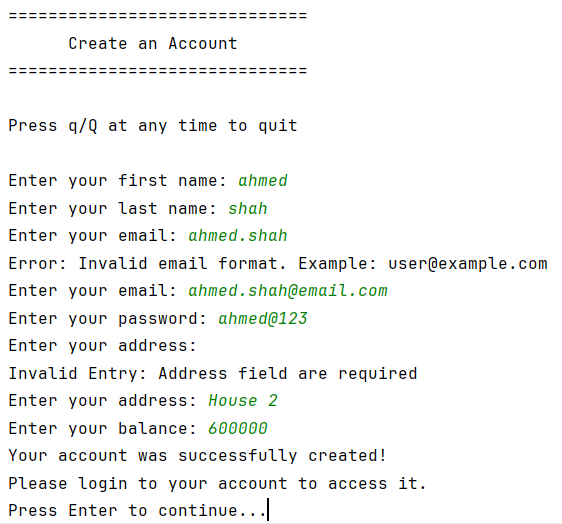 ==============================
Create an Account
==============================
Press q/Q at any time to quit
Enter your first name: ahmed
Enter your last name: shah
Enter your email: ahmed.shah
Error: Invalid email format. Example: user@example.com
Enter your email: ahmed.shah@email.com
Enter your password: ahmed@123
Enter your address:
Invalid Entry: Address field are required
Enter your address: House 2
Enter your balance: 600000
Your account was successfully created!
Please login to your account to access it.
Press Enter to continue...